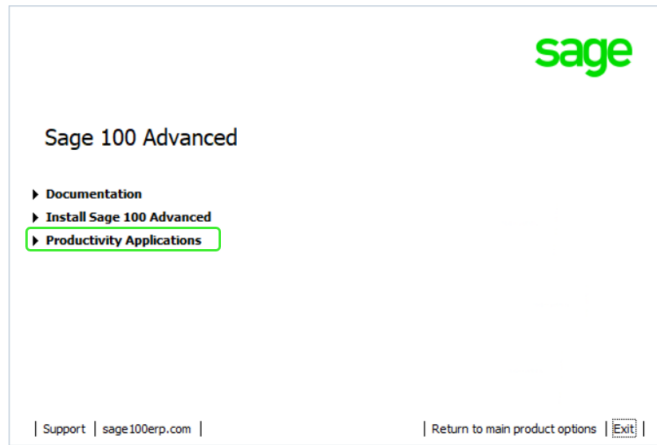 sage
Sage 100 Advanced
Documentation
Install Sage 100 Advanced
Productivity Applications
| Support | sage100erp.com | | Return to main product options | Exit |